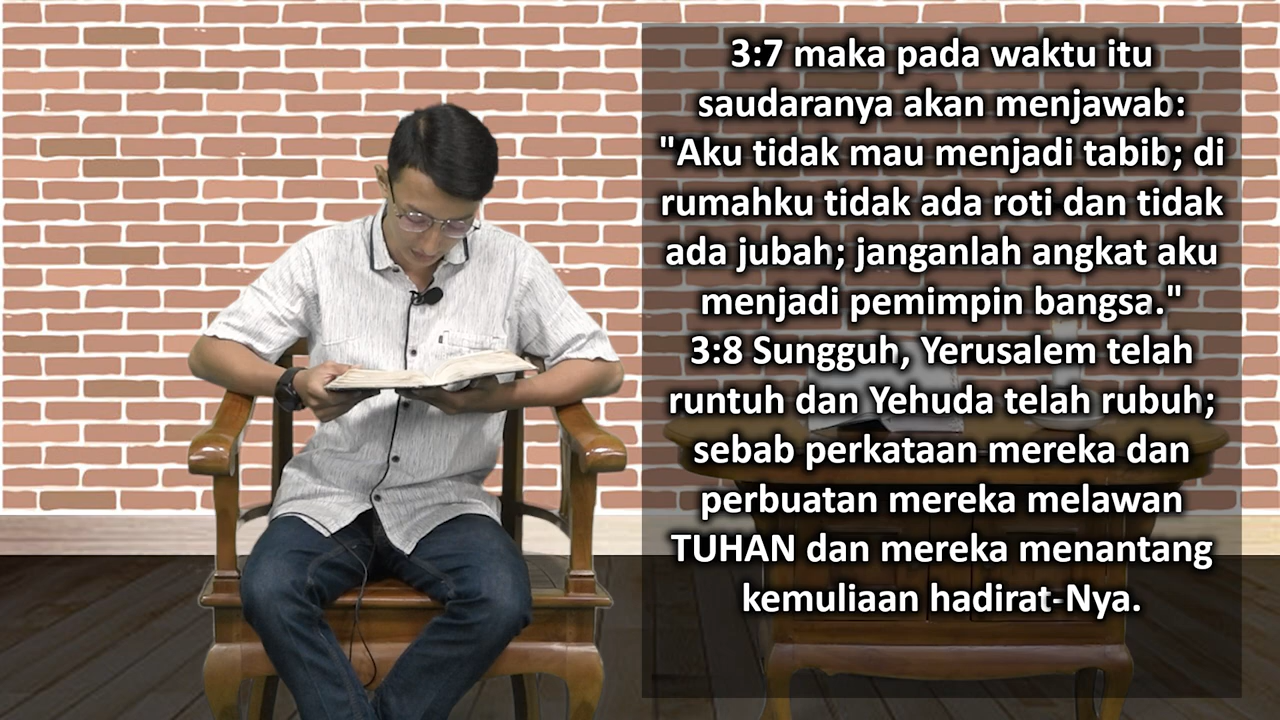 3:7 maka pada waktu itu
saudaranya akan menjawab:
"Aku tidak mau menjadi tabib; di
rumahku tidak ada roti dan tidak
ada jubah; janganlah angkat aku
menjadi pemimpin bangsa."
3:8 Sungguh, Yerusalem telah
runtuh dan Yehuda telah rubuh;
sebab perkataan mereka dan
perbuatan mereka melawan
TUHAN dan mereka menantang
kemuliaan hadirat-Nya.